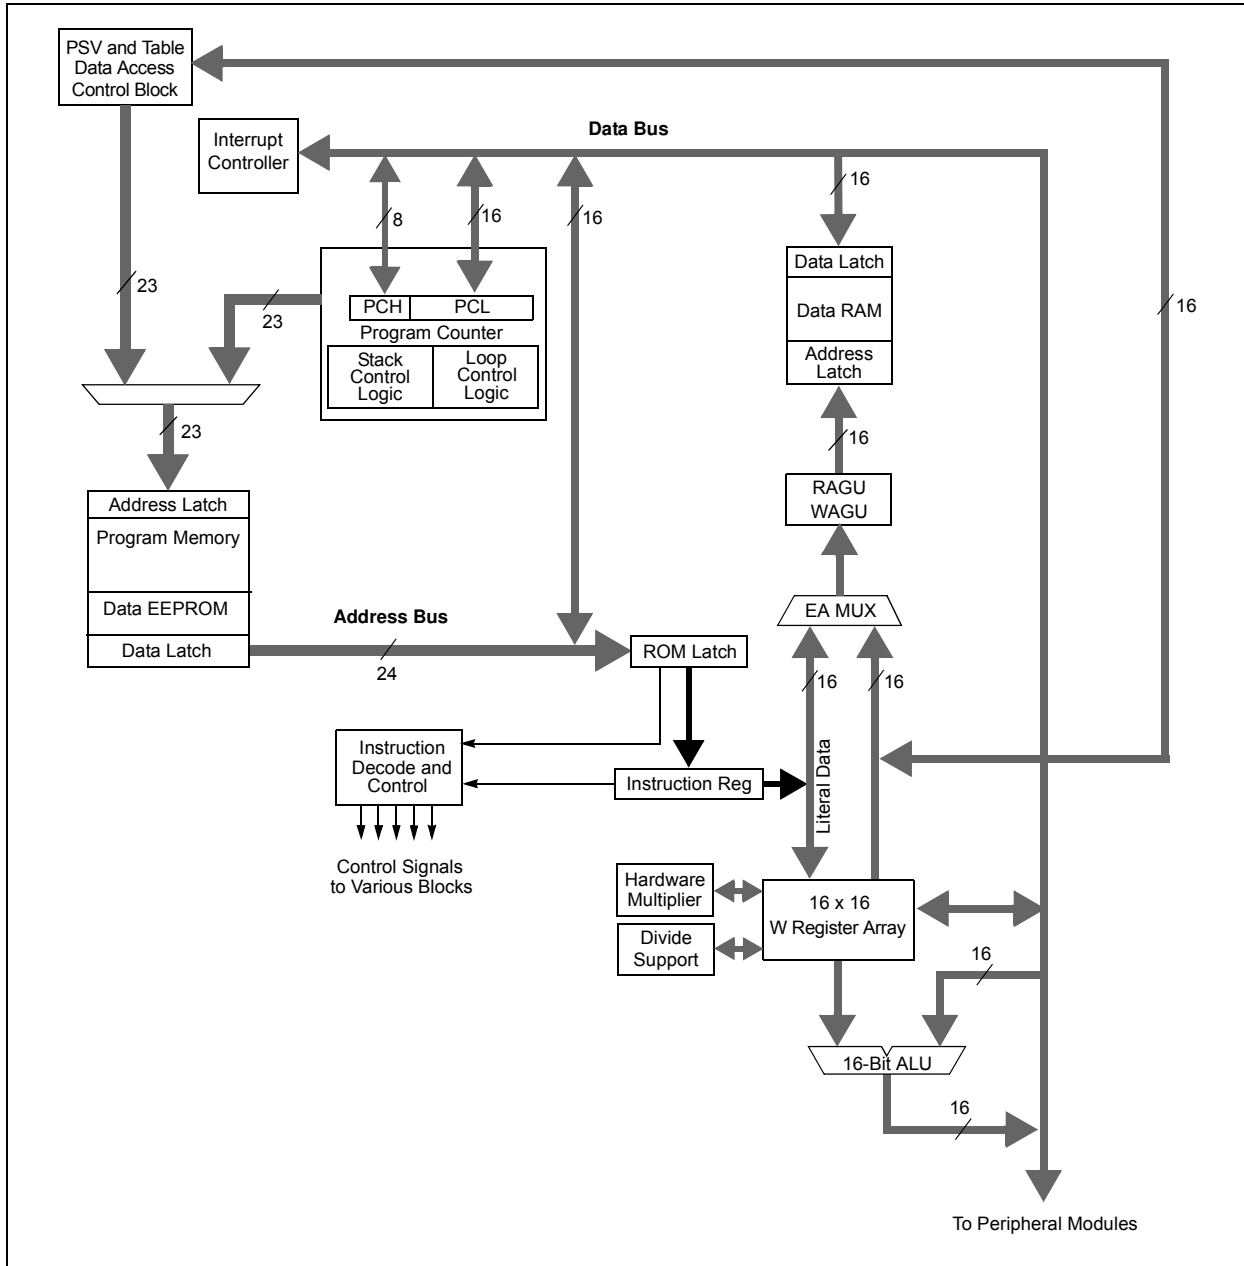 PSV and Table
Data Access
Control Block
Data Bus
Interrupt
Controller
16
8
16
16
16
Data Latch
23
23
PCH
PCL
Data RAM
Program Counter
Stack
Control
Logic
Loop
Control
Logic
Address
Latch
23
16
RAGU
WAGU
Address Latch
Program Memory
Data EEPROM
Data Latch
Address Bus
24
EA MUX
ROM Latch
16
16
Instruction
Decode and
Control
Instruction Reg
Literal Data
Control Signals
to Various Blocks
Hardware
Multiplier
16 x 16
W Register Array
Divide
Support
16
16-Bit ALU
16
To Peripheral Modules